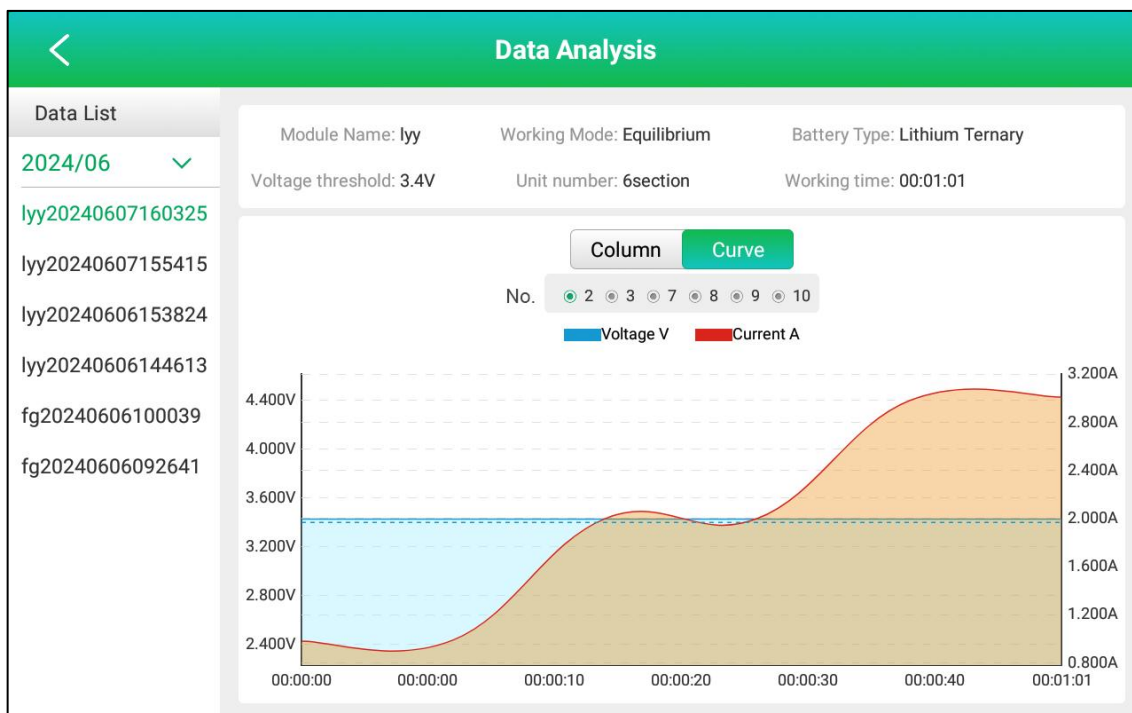 Data Analysis
Data List
2024/06
lyy20240607160325
lyy20240607155415
lyy20240606153824
lyy20240606144613
fg20240606100039
fg20240606092641
Module Name: lyy Working Mode: Equilibrium Battery Type: Lithium Ternary
Voltage threshold: 3.4V Unit number: 6section Working time: 00:01:01
Column Curve
No. 2 3 7 8 9 10
Voltage V Current A
3.200A
4.400V
2.800A
4.000V
2.400A
3.600V
2.000A
3.200V
1.600A
2.800V
1.200A
2.400V
0.800A
00:00:00 00:00:00 00:00:10 00:00:20 00:00:30 00:00:40 00:01:01